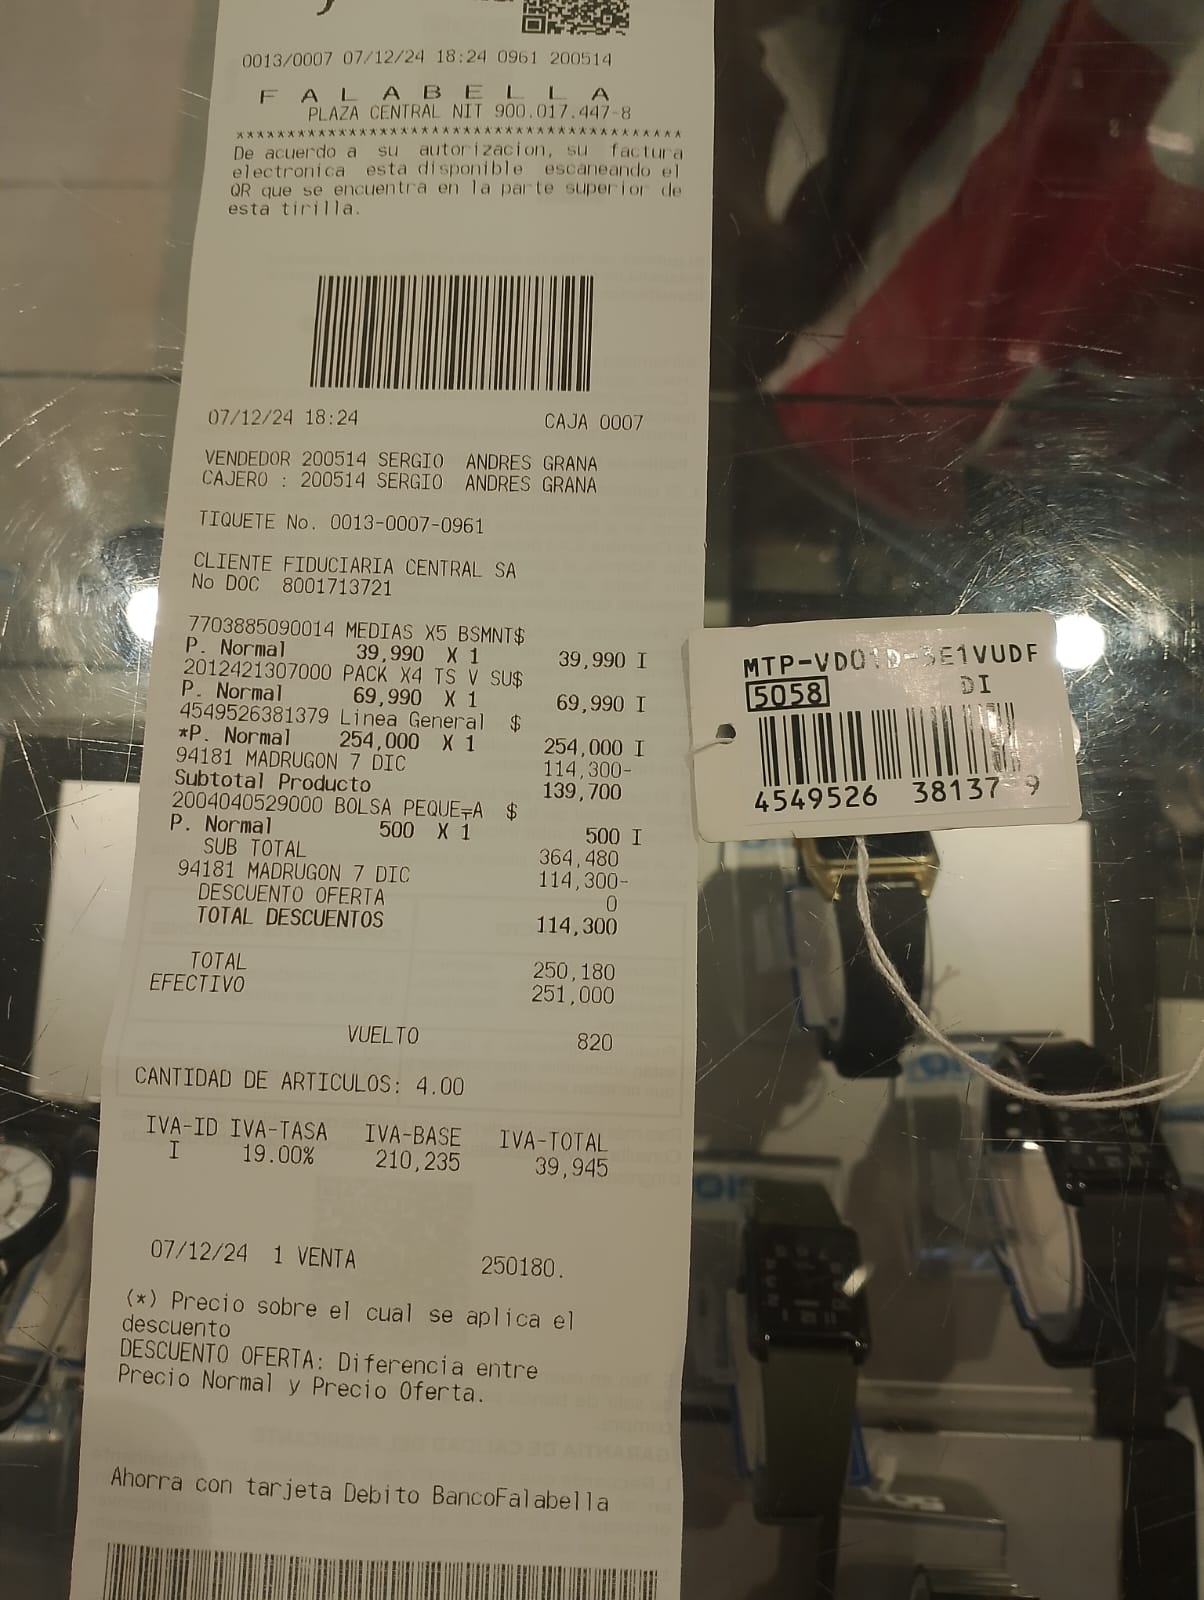 0013/0007 07/12/24 18:24 0961 200514
F A L A B E L L A
PLAZA CENTRAL NIT 900.017.447-8
*******************************************
De acuerdo a su autorizacion, su factura
electronica esta disponible escaneando el
QR que se encuentra en la parte superior de
esta tirilla.
07/12/24 18:24 CAJA 0007
VENDEDOR 200514 SERGIO ANDRES GRANA
CAJERO : 200514 SERGIO ANDRES GRANA
TIQUETE No. 0013-0007-0961
CLIENTE FIDUCIARIA CENTRAL SA
No DOC 8001713721
7703885090014 MEDIAS X5 BSMNT$
P. Normal 39,990 X 1 39,990 I
2012421307000 PACK X4 TS V SU$
P. Normal 69,990 X 1 69,990 I
4549526381379 Linea General $
*P. Normal 254,000 X 1 254,000 I
94181 MADRUGON 7 DIC 114,300-
Subtotal Producto 139,700
2004040529000 BOLSA PEQUE╤A $
P. Normal 500 X 1 500 I
SUB TOTAL 364,480
94181 MADRUGON 7 DIC 114,300-
DESCUENTO OFERTA 0
TOTAL DESCUENTOS 114,300
TOTAL 250,180
EFECTIVO 251,000
VUELTO 820
CANTIDAD DE ARTICULOS: 4.00
IVA-ID IVA-TASA IVA-BASE IVA-TOTAL
I 19.00% 210,235 39,945
07/12/24 1 VENTA 250180.
(*) Precio sobre el cual se aplica el
descuento
DESCUENTO OFERTA: Diferencia entre
Precio Normal y Precio Oferta.
Ahorra con tarjeta Debito BancoFalabella
MTP-VD01D-3E1VUDF
5058 DI
4549526 38137 9